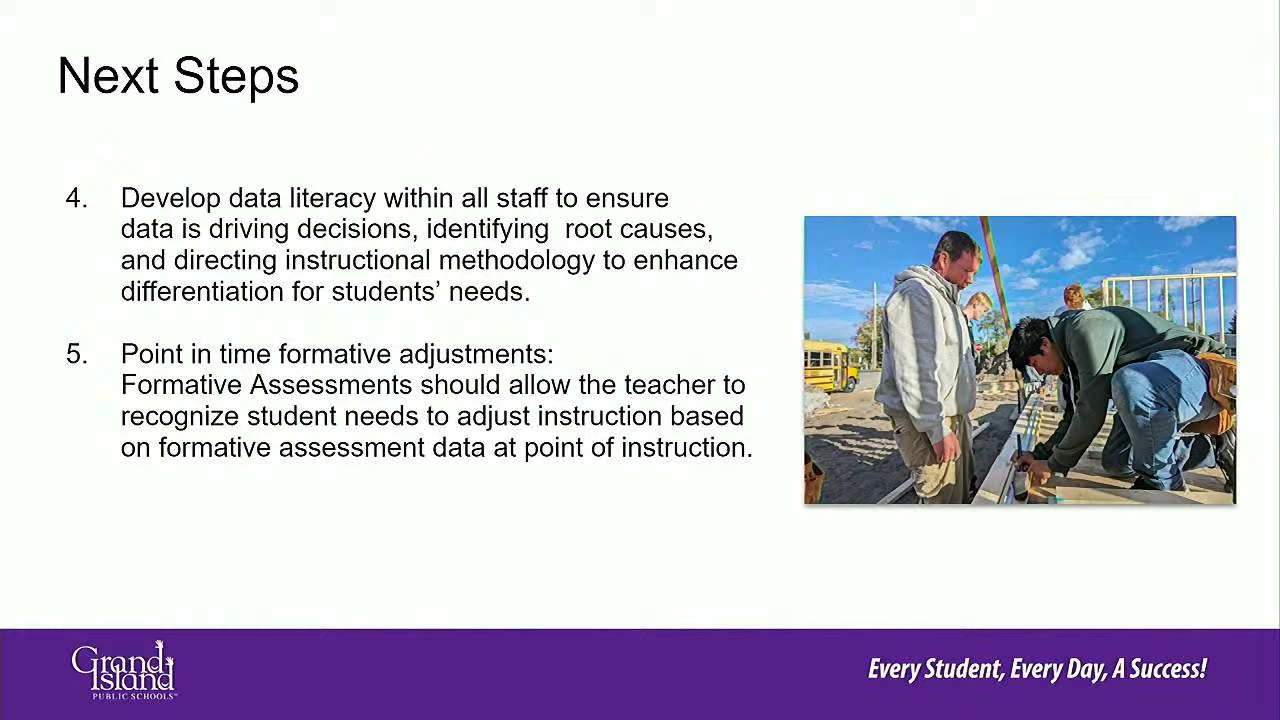 Next Steps
4. Develop data literacy within all staff to ensure
data is driving decisions, identifying  root causes,
and directing instructional methodology to enhance
differentiation for students’ needs.
5. Point in time formative adjustments:
Formative Assessments should allow the teacher to
recognize student needs to adjust instruction based
on formative assessment data at point of instruction.
Grand
Island
PUBLIC SCHOOLS
Every Student, Every Day, A Success!